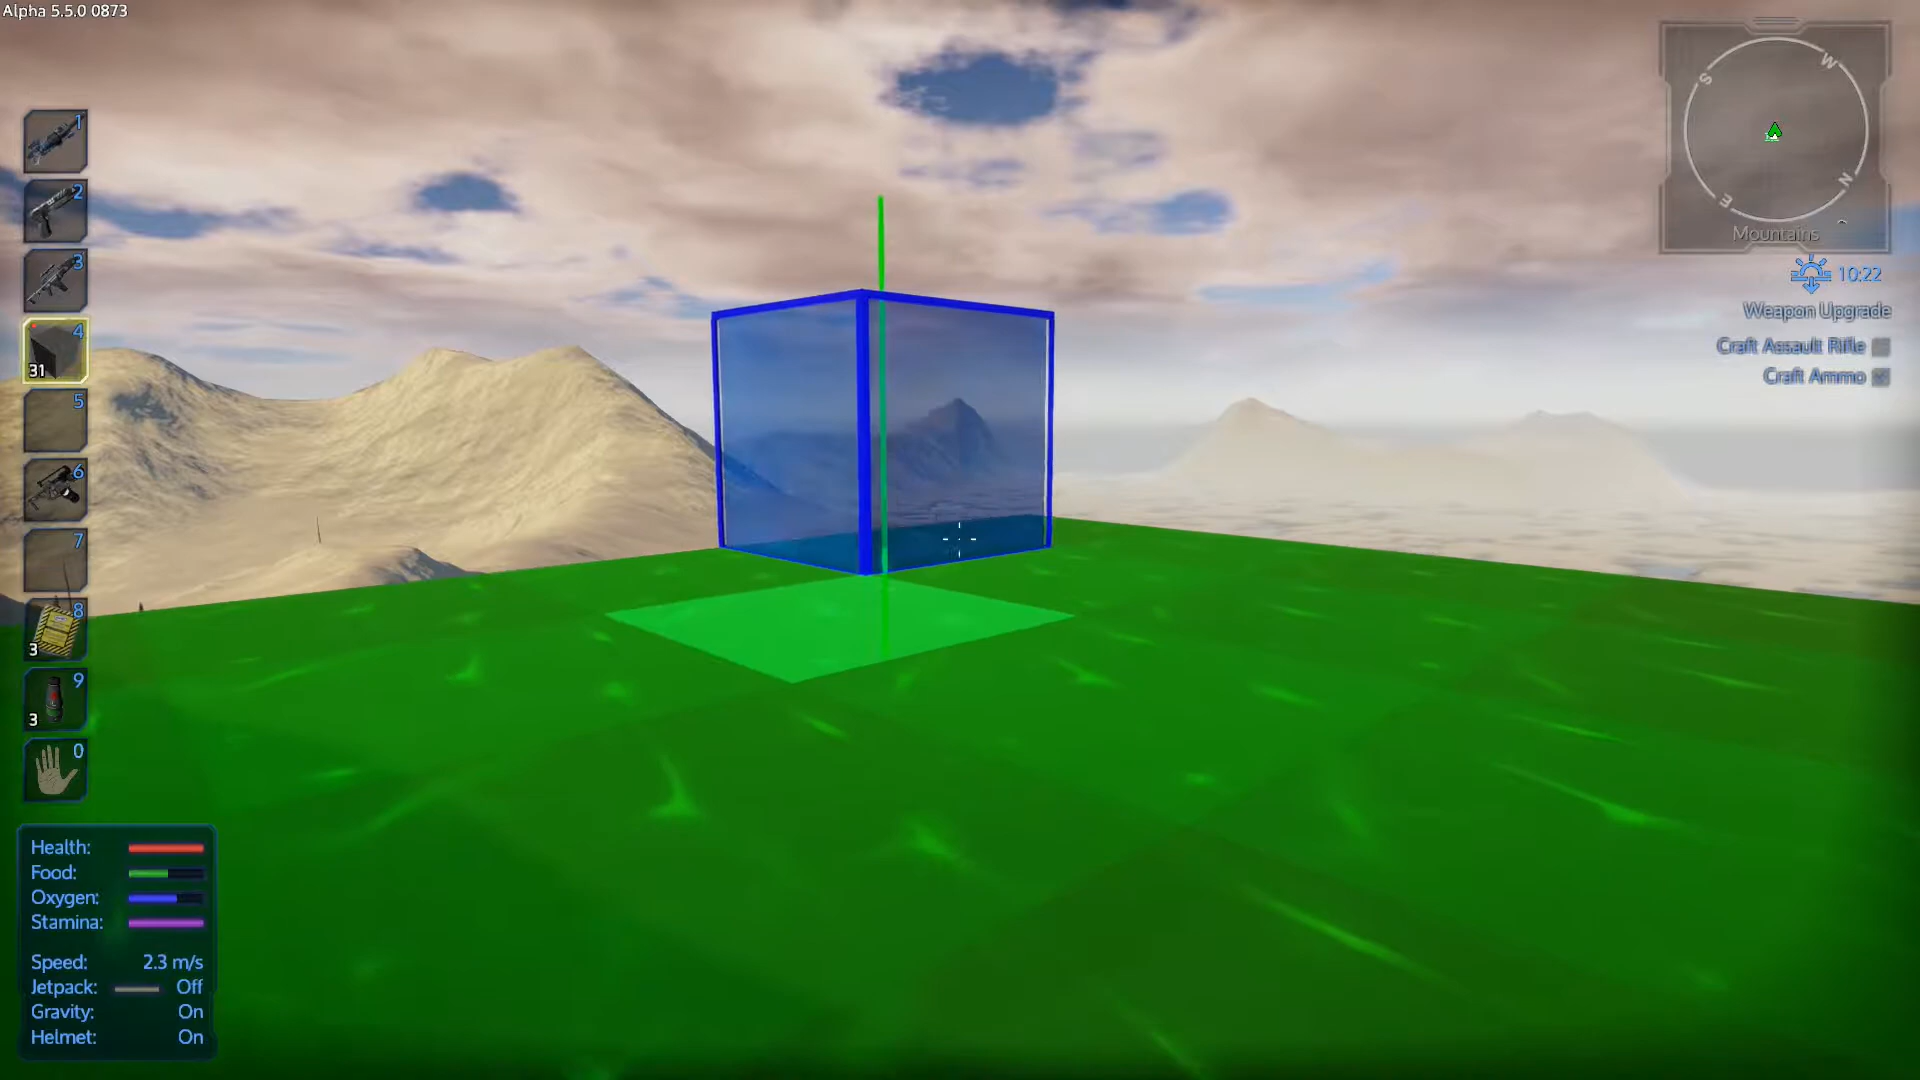 Alpha 5.5.0 0873
S
W
N
E
Mountains
10:22
Weapon Upgrade
Craft Assault Rifle
Craft Ammo
1
2
3
4
31
5
6
7
8
3
9
3
0
Health:
Food:
Oxygen:
Stamina:
Speed: 2.3 m/s
Jetpack: Off
Gravity: On
Helmet: On